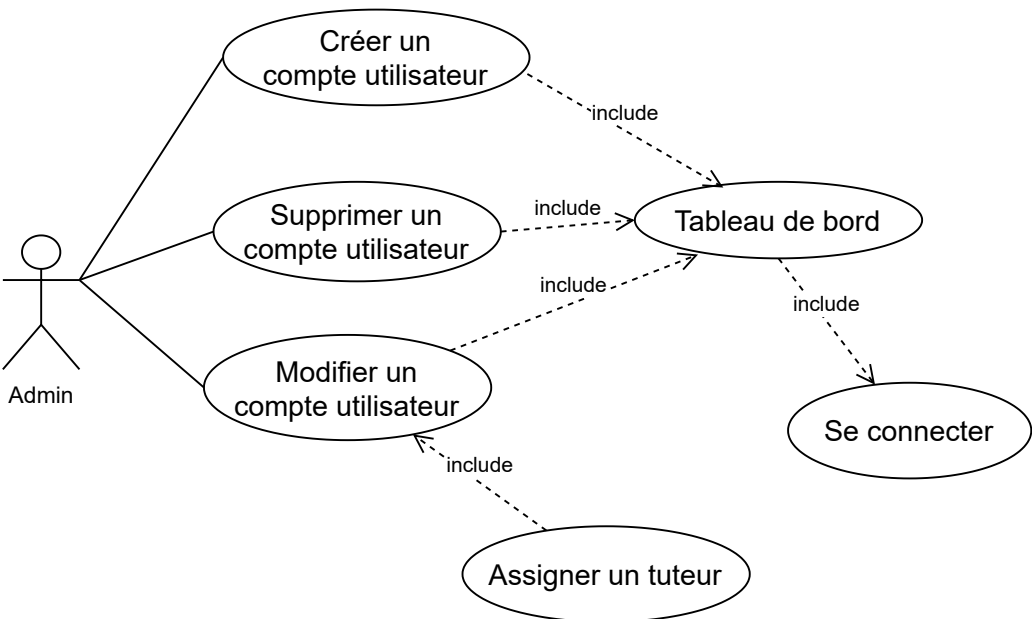 Créer un
compte utilisateur
include
Supprimer un
compte utilisateur
include
Tableau de bord
include
include
Modifier un
compte utilisateur
Admin
Se connecter
include
Assigner un tuteur